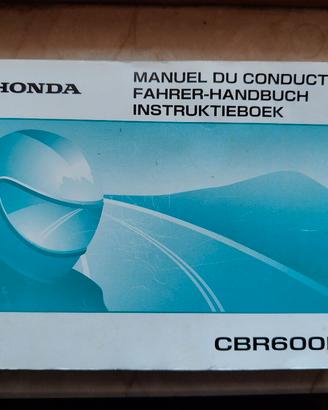 HONDA
MANUEL DU CONDUCT
FAHRER-HANDBUCH
INSTRUKTIEBOEK
CBR600